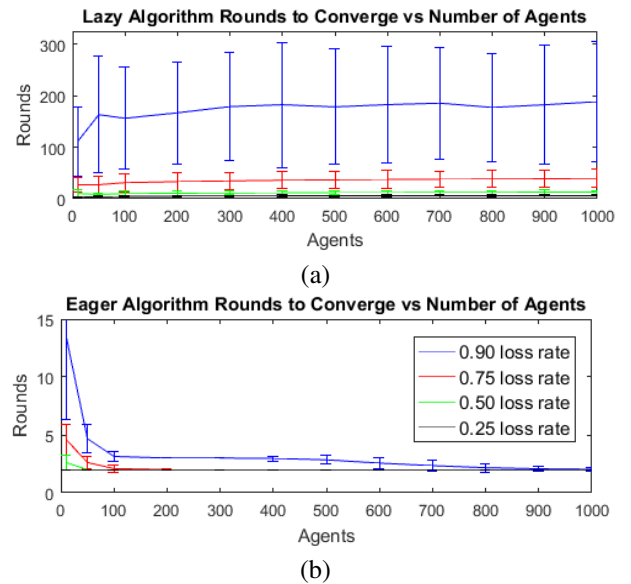 Lazy Algorithm Rounds to Converge vs Number of Agents
300
200
100
0
Rounds
0 100 200 300 400 500 600 700 800 900 1000
Agents
(a)
Eager Algorithm Rounds to Converge vs Number of Agents
15
10
5
0
Rounds
0.90 loss rate
0.75 loss rate
0.50 loss rate
0.25 loss rate
0 100 200 300 400 500 600 700 800 900 1000
Agents
(b)